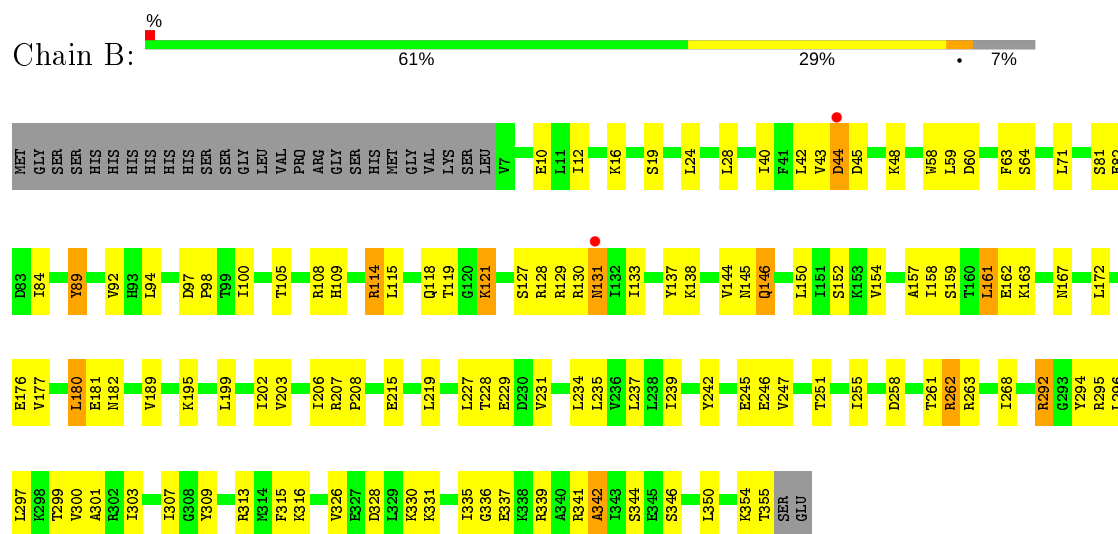 %
Chain B:
61% 29% • 7%
MET GLY SER SER HIS HIS HIS HIS HIS HIS SER SER GLY LEU VAL PRO ARG GLY SER HIS MET GLY VAL LYS SER LEU V7 E10 L11 I12 K16 S19 L24 L28 I40 F41 L42 V43 D44 D45 K48 W58 L59 D60 F63 S64 L71 S81 E82
D83 I84 Y89 V92 H93 L94 D97 P98 T99 I100 T105 R108 H109 R114 L115 Q118 T119 G120 K121 S127 R128 R129 R130 N131 I132 I133 Y137 K138 V144 N145 Q146 L150 I151 S152 K153 V154 A157 I158 S159 T160 L161 E162 K163 N167 L172
E176 V177 L180 E181 N182 V189 K195 L199 I202 V203 I206 R207 P208 E215 L219 L227 T228 E229 D230 V231 L234 L235 V236 L237 L238 I239 Y242 E245 E246 V247 T251 I255 D258 T261 R262 R263 I268 R292 G293 Y294 R295 L296
L297 K298 T299 V300 A301 R302 I303 I307 G308 Y309 R313 M314 F315 K316 V326 E327 D328 L329 K330 K331 I335 G336 E337 K338 R339 A340 R341 A342 I343 S344 E345 S346 L350 K354 T355 SER GLU